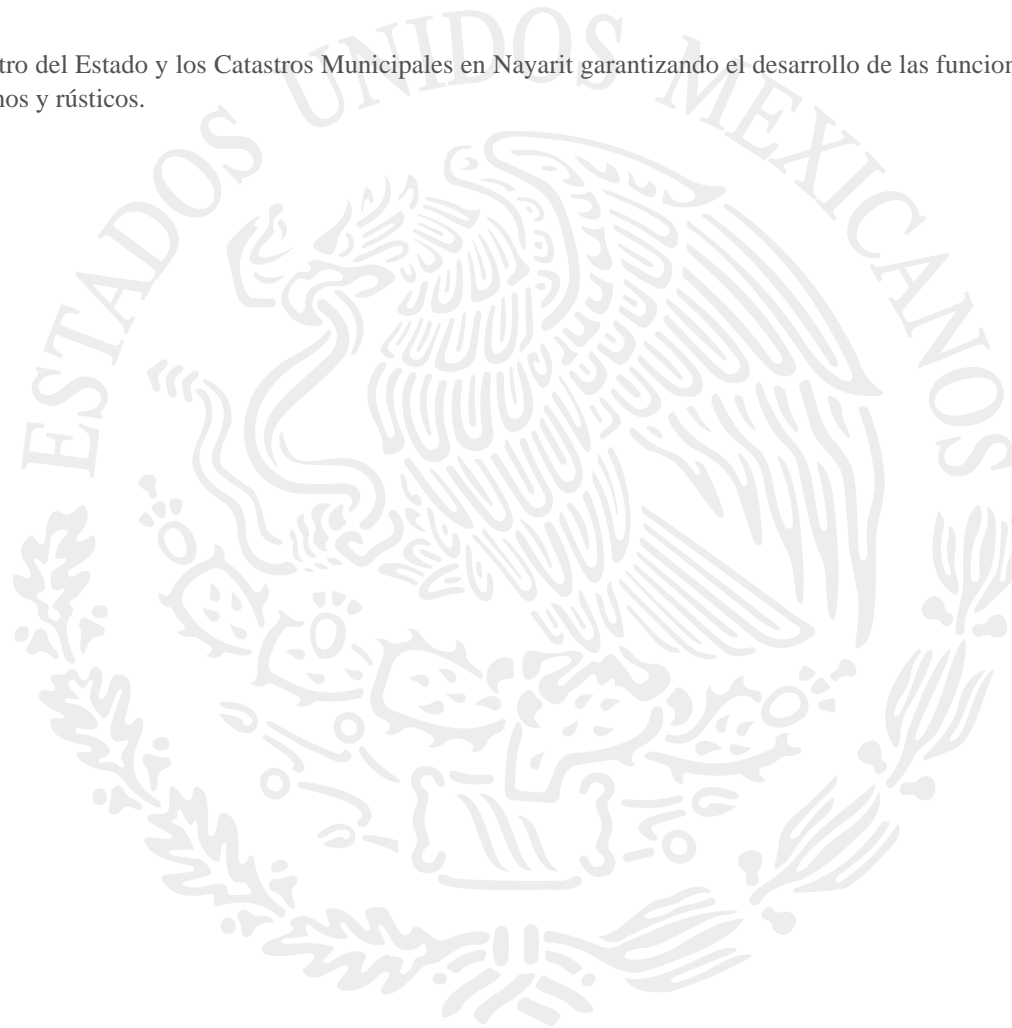 tro del Estado y los Catastros Municipales en Nayarit garantizando el desarrollo de las funcion
nos y rústicos.
ESTADOS UNIDOS MEXICANOS